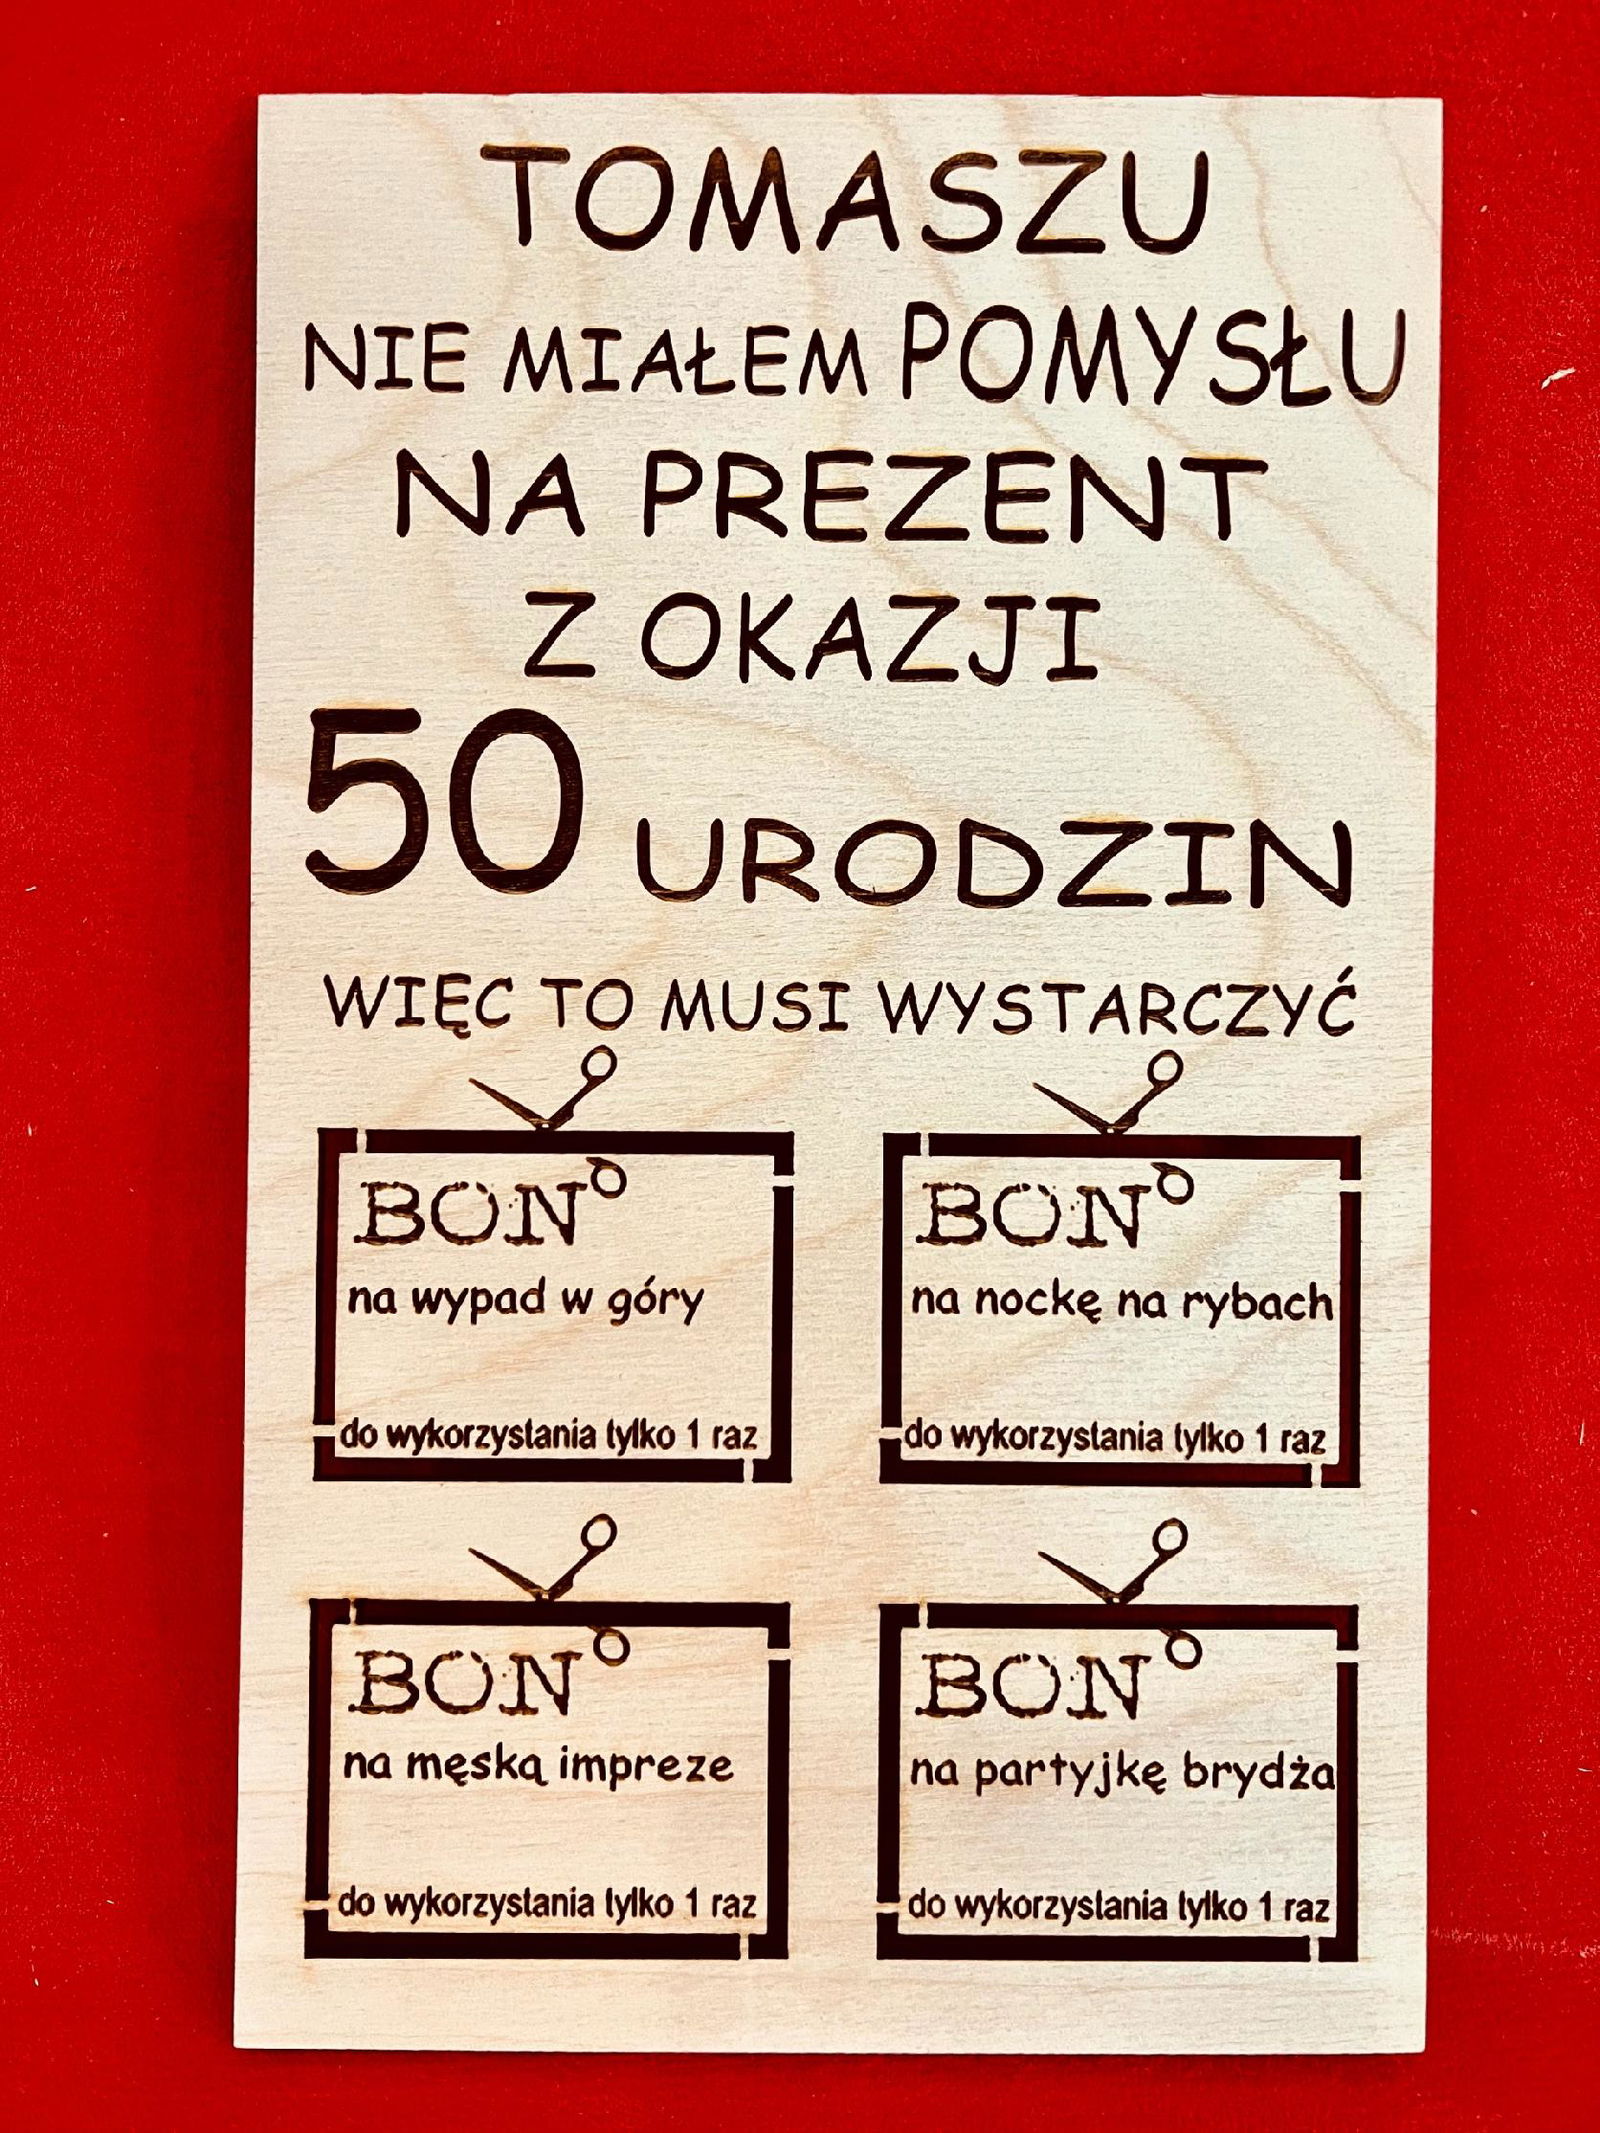 TOMASZU
NIE MIAŁEM POMYSŁU
NA PREZENT
Z OKAZJI
50 URODZIN
WIĘC TO MUSI WYSTARCZYĆ
BON
na wypad w góry
do wykorzystania tylko 1 raz
BON
na nockę na rybach
do wykorzystania tylko 1 raz
BON
na męską impreze
do wykorzystania tylko 1 raz
BON
na partyjkę brydża
do wykorzystania tylko 1 raz